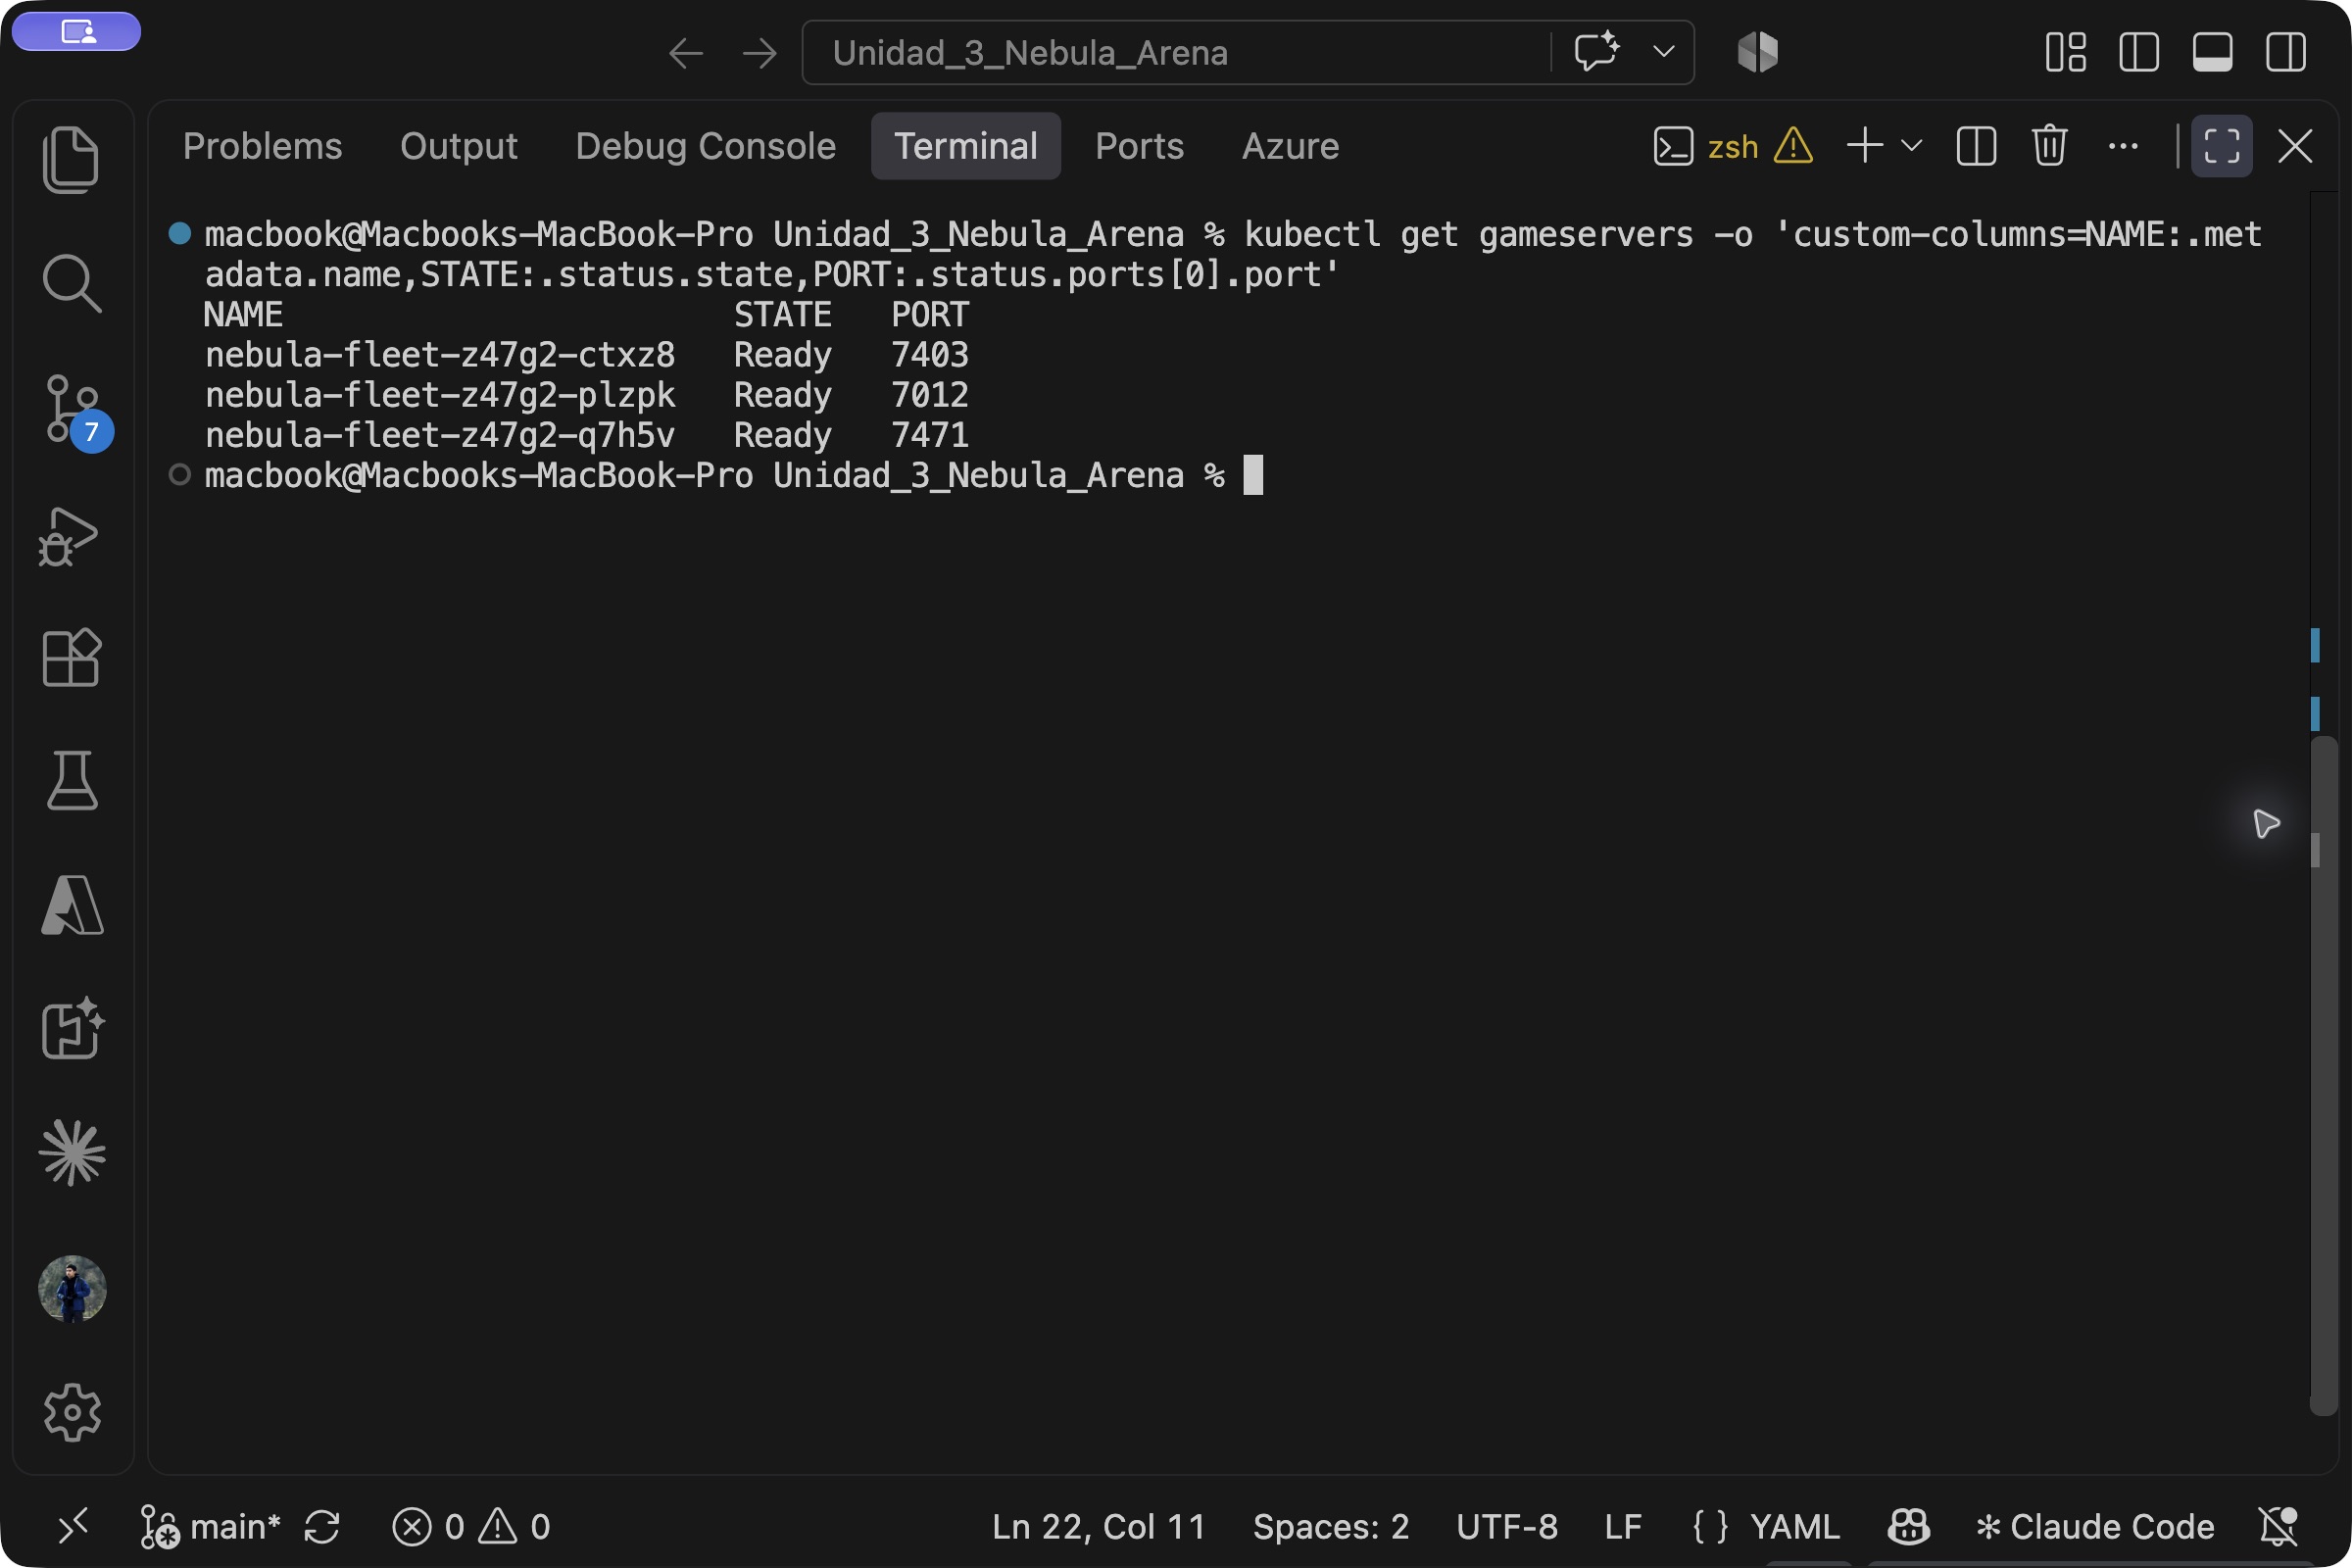 Unidad_3_Nebula_Arena
Problems Output Debug Console Terminal Ports Azure zsh
macbook@Macbooks-MacBook-Pro Unidad_3_Nebula_Arena % kubectl get gameservers -o 'custom-columns=NAME:.met
adata.name,STATE:.status.state,PORT:.status.ports[0].port'
NAME STATE PORT
nebula-fleet-z47g2-ctxz8 Ready 7403
nebula-fleet-z47g2-plzpk Ready 7012
nebula-fleet-z47g2-q7h5v Ready 7471
macbook@Macbooks-MacBook-Pro Unidad_3_Nebula_Arena %
7
main* 0 0 Ln 22, Col 11 Spaces: 2 UTF-8 LF { } YAML Claude Code